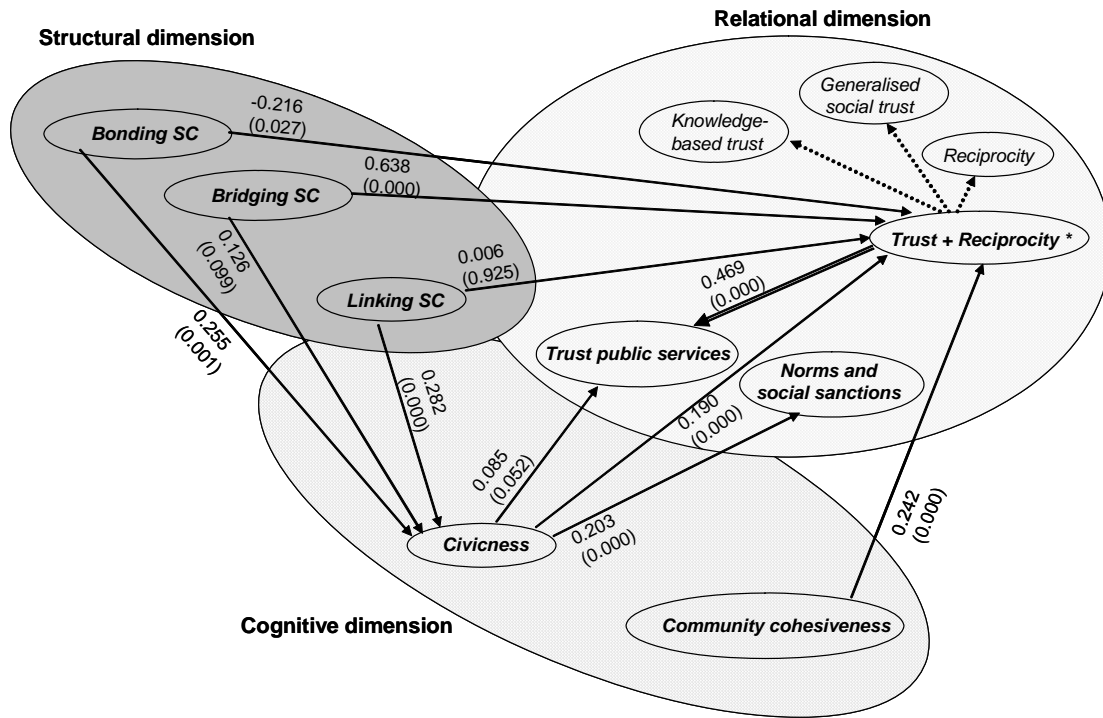 Relational dimension
Structural dimension
Generalised
social trust
-0.216
(0.027)
Knowledge-
based trust
Bonding SC
Reciprocity
0.638
(0.000)
Bridging SC
Trust + Reciprocity *
0.126
(0.099)
0.006
(0.925)
0.469
(0.000)
Linking SC
0.255
(0.001)
Trust public services
Norms and
social sanctions
0.282
(0.000)
0.190
(0.000)
0.085
(0.052)
0.242
(0.000)
0.203
(0.000)
Civicness
Cognitive dimension
Community cohesiveness